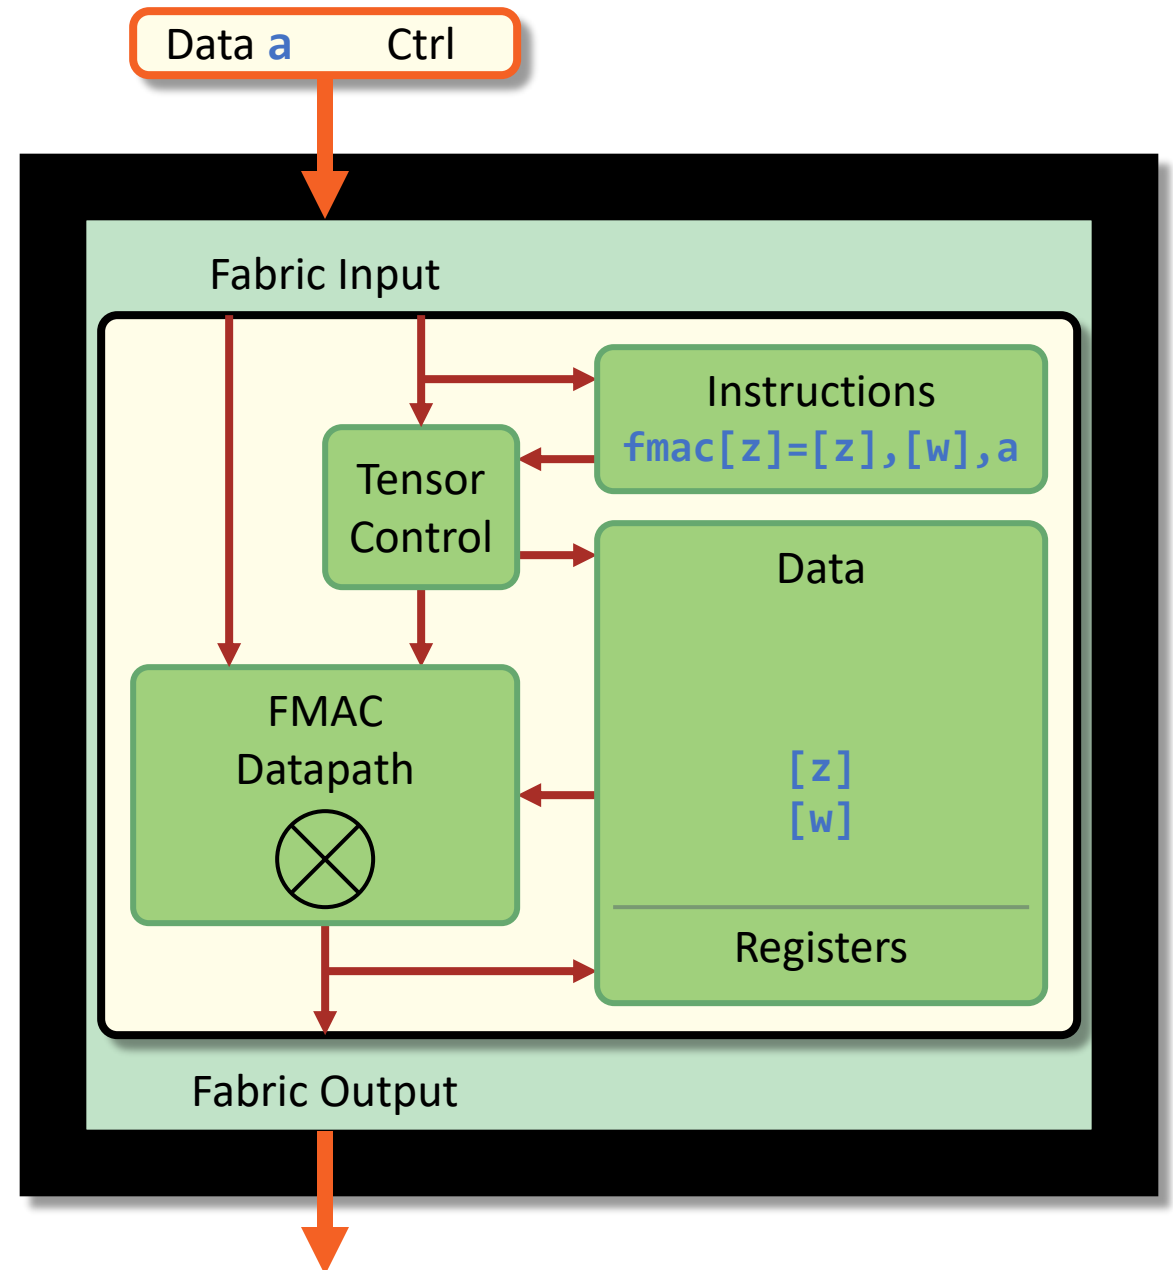 Data a Ctrl
Fabric Input
Instructions
fmac[z]=[z],[w],a
Tensor
Control
Data
FMAC
Datapath
[z]
[w]
Registers
Fabric Output